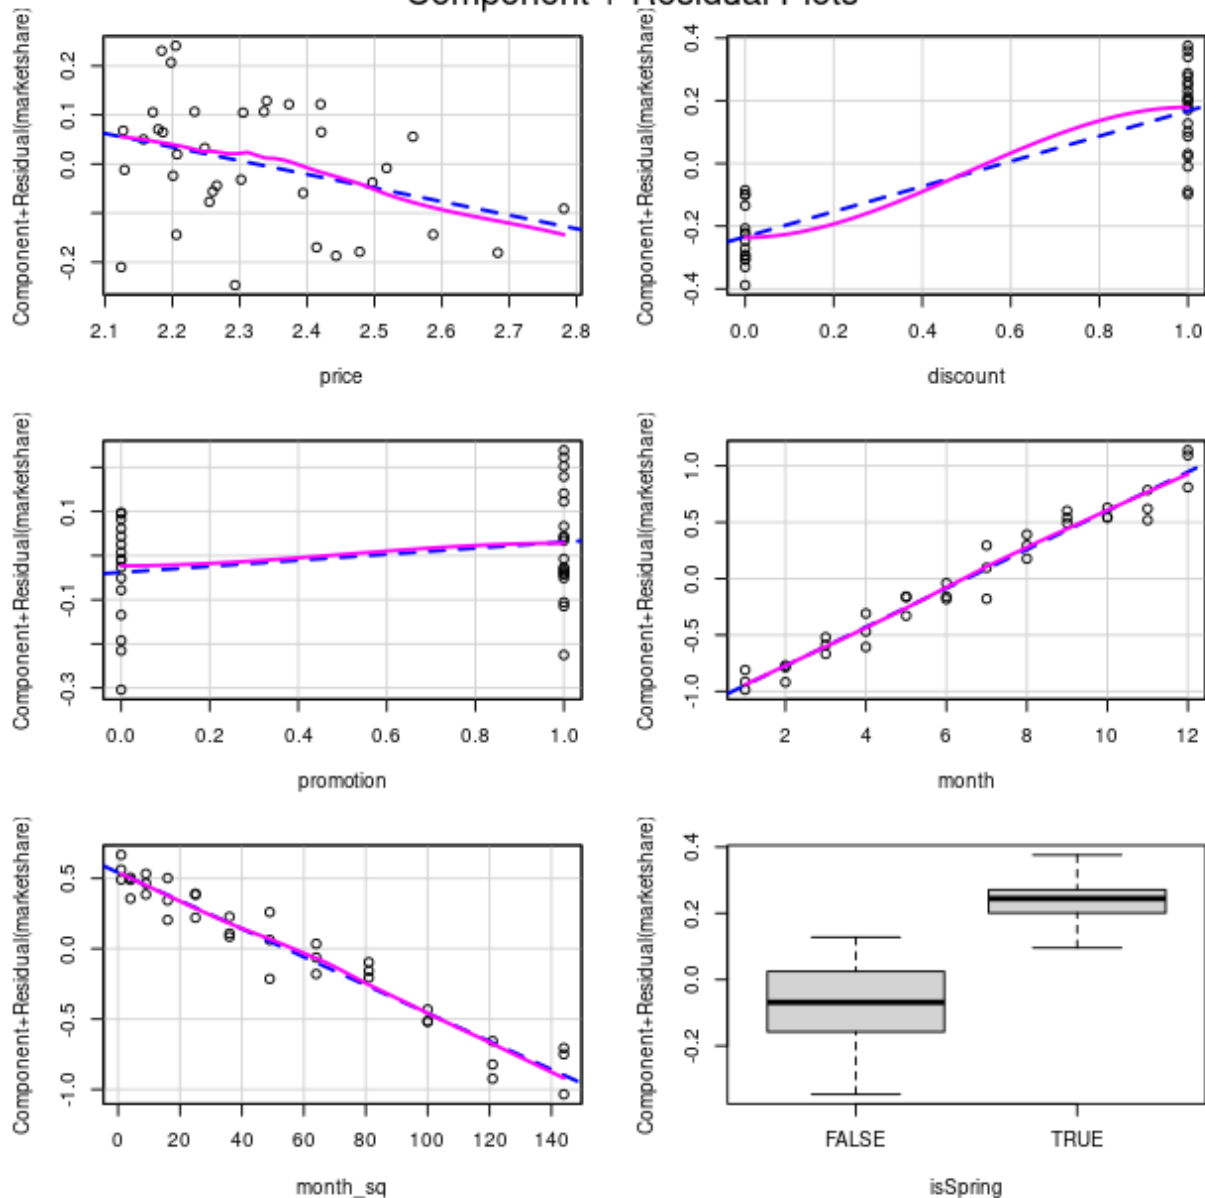 Component + Residual Plots
Component+Residual(marketshare)
0.2
0.1
0.0
-0.2
2.1 2.2 2.3 2.4 2.5 2.6 2.7 2.8
price
Component+Residual(marketshare)
0.4
0.2
0.0
-0.2
-0.4
0.0 0.2 0.4 0.6 0.8 1.0
discount
Component+Residual(marketshare)
0.1
-0.1
-0.3
0.0 0.2 0.4 0.6 0.8 1.0
promotion
Component+Residual(marketshare)
1.0
0.5
0.0
-0.5
-1.0
2 4 6 8 10 12
month
Component+Residual(marketshare)
0.5
0.0
-0.5
-1.0
0 20 40 60 80 100 120 140
month_sq
Component+Residual(marketshare)
0.4
0.2
0.0
-0.2
FALSE TRUE
isSpring